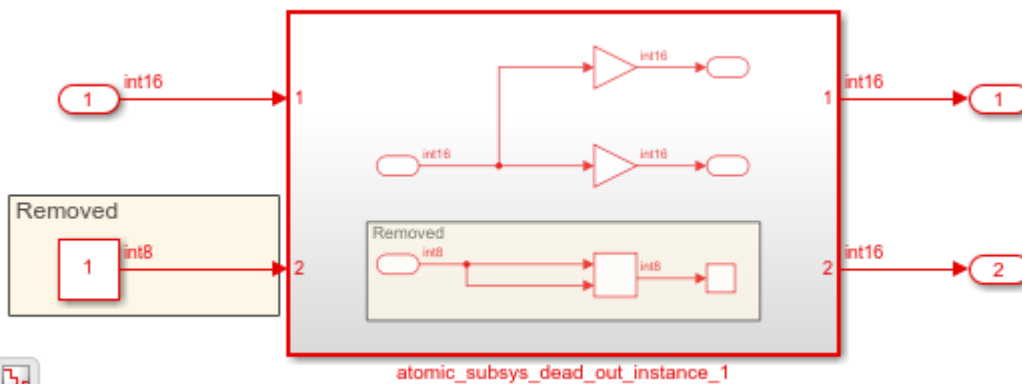 int16
1
1
int16
int16
1
int16
1
int16
int16
Removed
1
int8
2
Removed
int8
int8
2
int16
2
atomic_subsys_dead_out_instance_1